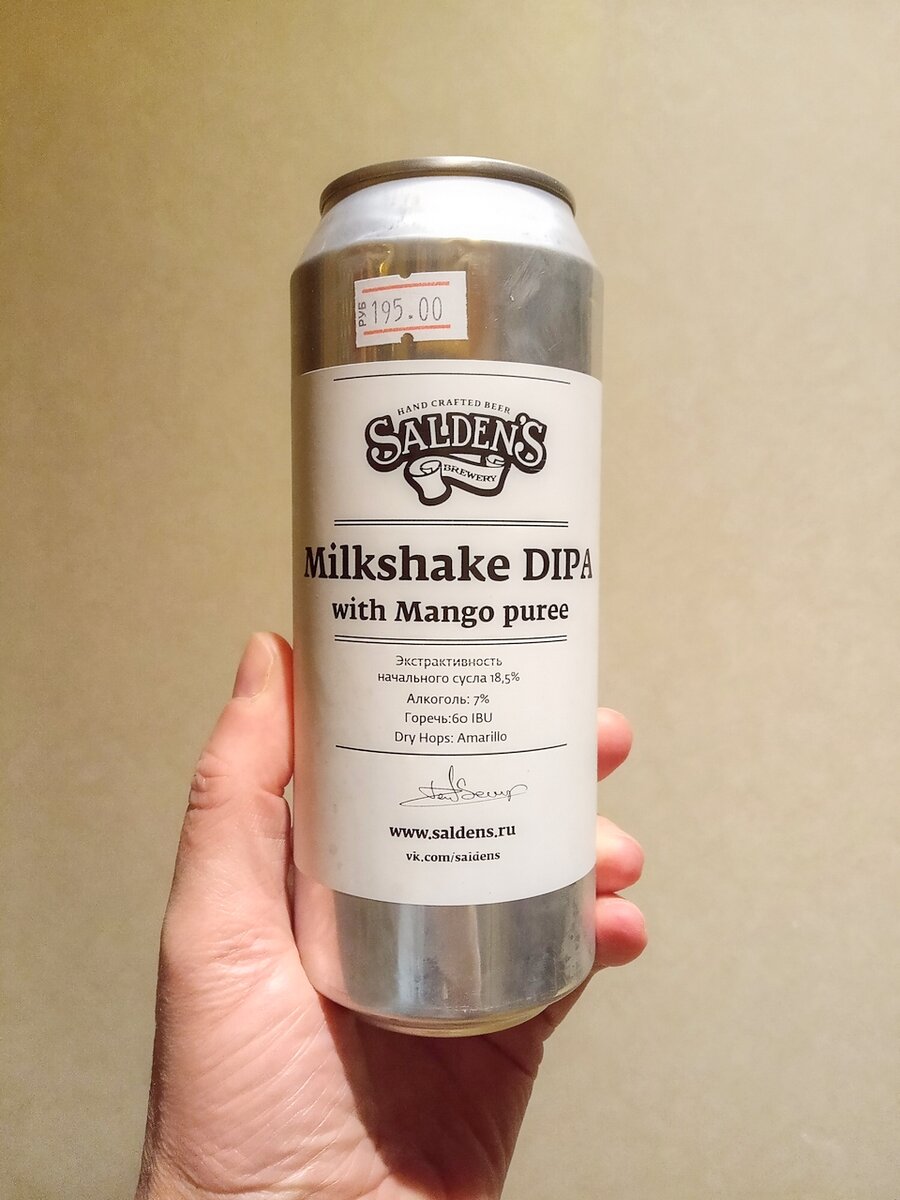 РУБ 195.00
HAND CRAFTED BEER
SALDEN'S
BREWERY
Milkshake DIPA
with Mango puree
Экстрактивность
начального сусла 18,5%
Алкоголь: 7%
Горечь:60 IBU
Dry Hops: Amarillo
www.saldens.ru
vk.com/saldens